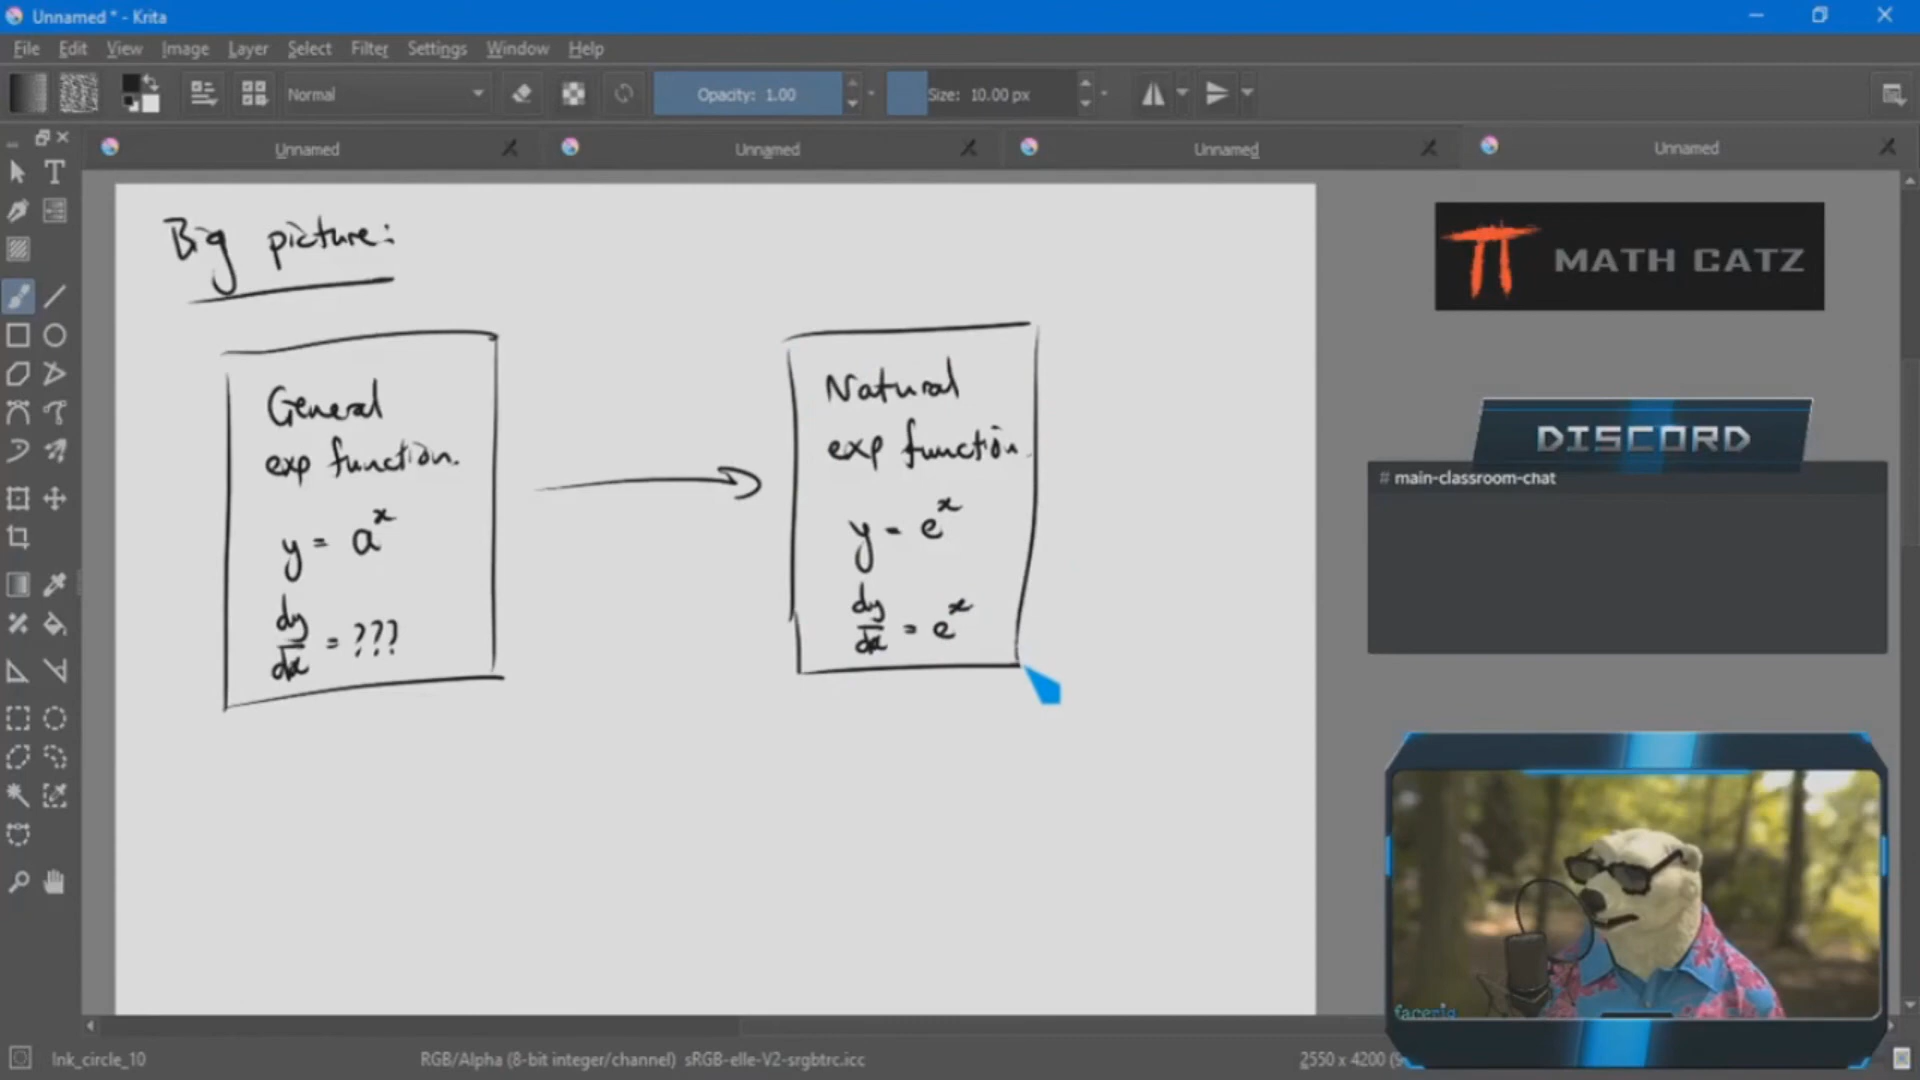 Unnamed * - Krita
File Edit View Image Layer Select Filter Settings Window Help
Normal
Opacity: 1.00
Size: 10.00 px
Unnamed
Unnamed
Unnamed
Unnamed
Big picture:
General
exp function.
y = a^x
dy/dx = ???
Natural
exp function.
y = e^x
dy/dx = e^x
MATH CATZ
DISCORD
# main-classroom-chat
facerig
Ink_circle_10
RGB/Alpha (8-bit integer/channel) sRGB-elle-V2-srgbtrc.icc
2550 x 4200 (9